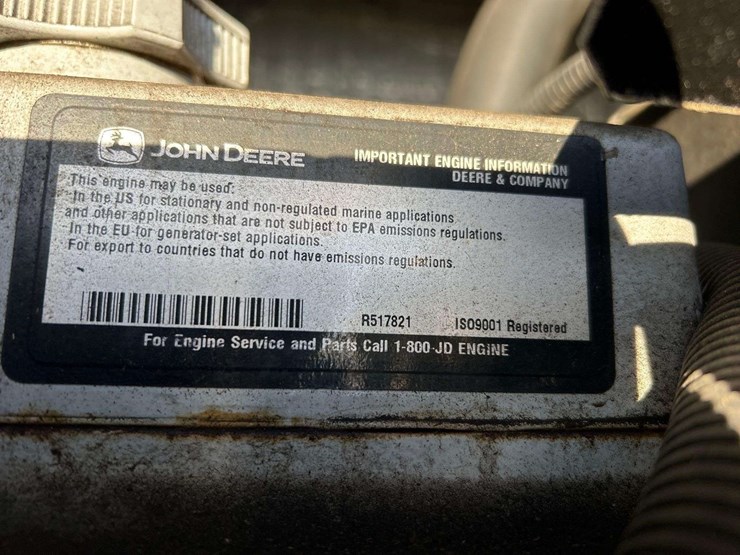 JOHN DEERE
IMPORTANT ENGINE INFORMATION
DEERE & COMPANY
This engine may be used:
In the US for stationary and non-regulated marine applications
and other applications that are not subject to EPA emissions regulations.
In the EU for generator-set applications.
For export to countries that do not have emissions regulations.
R517821
ISO9001 Registered
For Engine Service and Parts Call 1-800-JD ENGINE